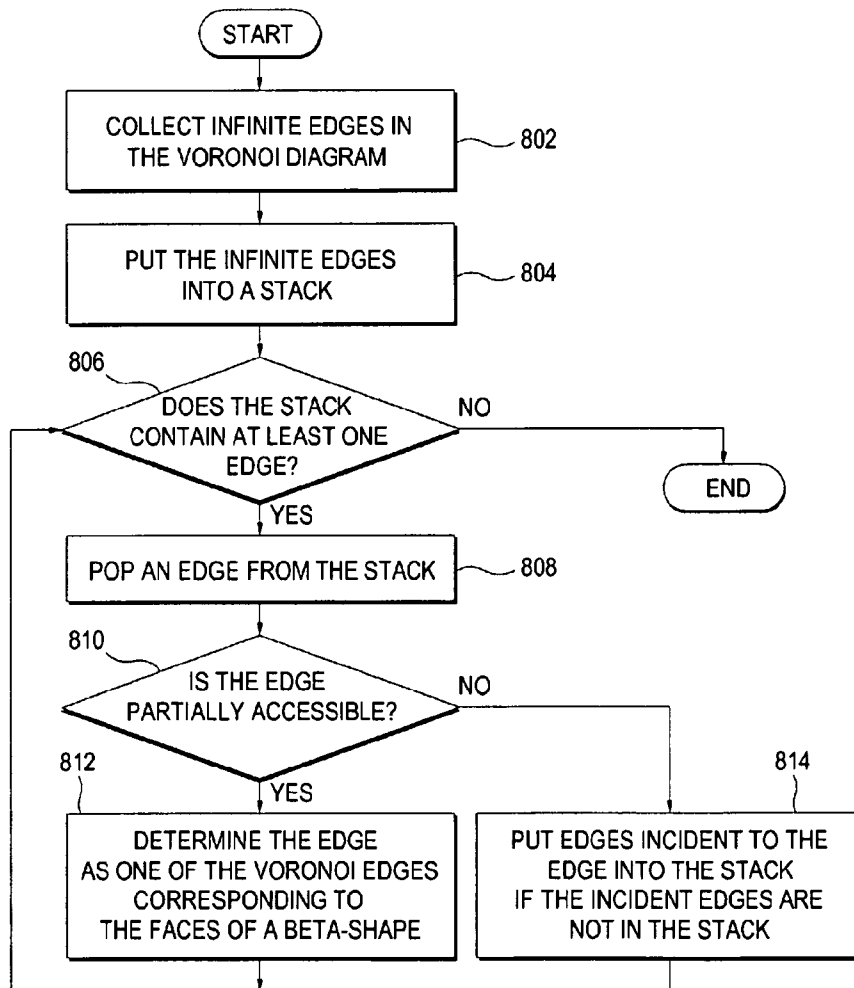 START
COLLECT INFINITE EDGES IN
THE VORONOI DIAGRAM
802
PUT THE INFINITE EDGES
INTO A STACK
804
806
DOES THE STACK
CONTAIN AT LEAST ONE
EDGE?
NO
END
YES
POP AN EDGE FROM THE STACK
808
810
IS THE EDGE
PARTIALLY ACCESSIBLE?
NO
812
YES
814
DETERMINE THE EDGE
AS ONE OF THE VORONOI EDGES
CORRESPONDING TO
THE FACES OF A BETA-SHAPE
PUT EDGES INCIDENT TO THE
EDGE INTO THE STACK
IF THE INCIDENT EDGES ARE
NOT IN THE STACK